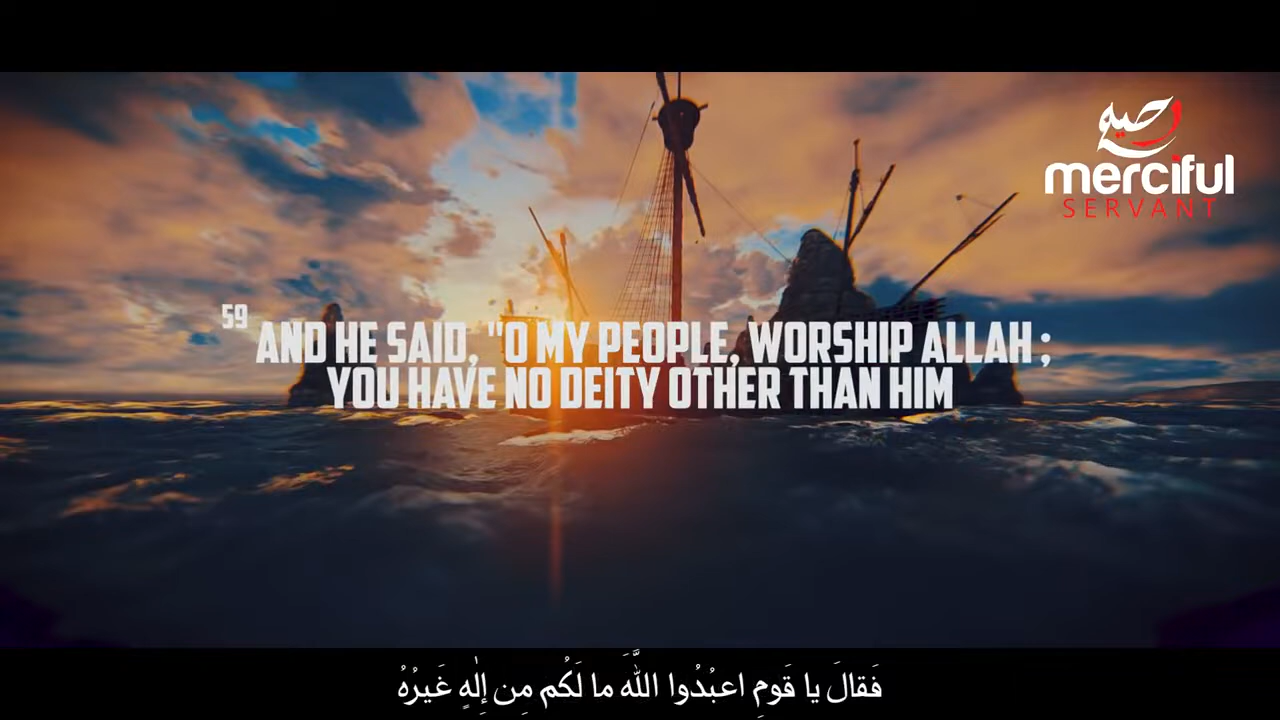 رحيم
merciful
SERVANT
59
AND HE SAID, "O MY PEOPLE, WORSHIP ALLAH ;
YOU HAVE NO DEITY OTHER THAN HIM
فَقالَ يا قَومِ اعبُدُوا اللَّهَ ما لَكُم مِن إِلٰهٍ غَيرُهُ